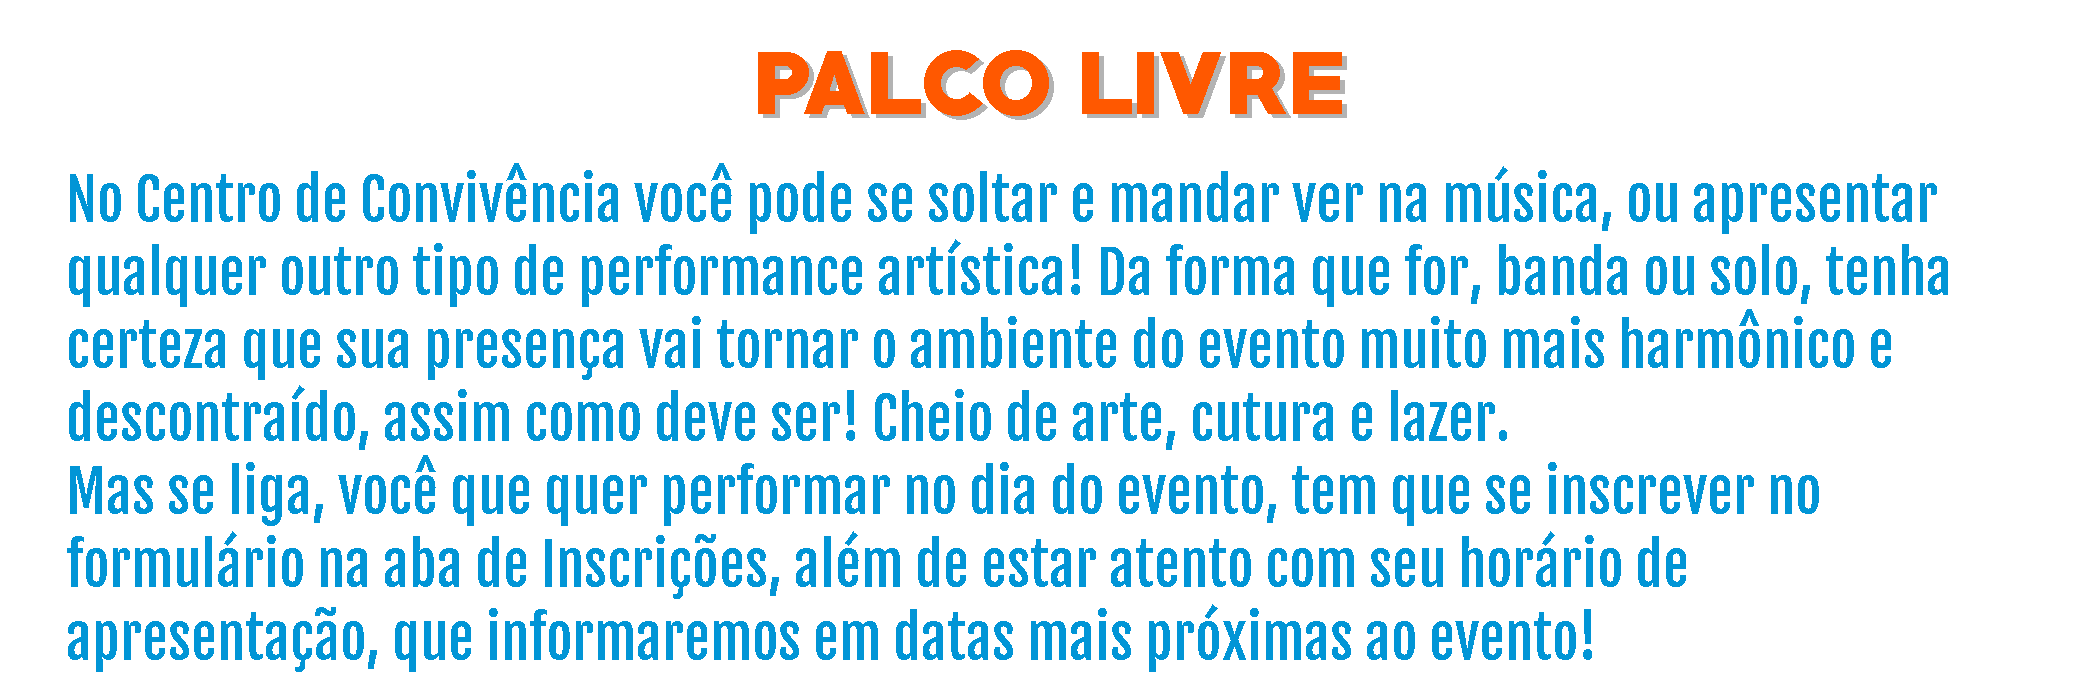 PALCO LIVRE
No Centro de Convivência você pode se soltar e mandar ver na música, ou apresentar
qualquer outro tipo de performance artística! Da forma que for, banda ou solo, tenha
certeza que sua presença vai tornar o ambiente do evento muito mais harmônico e
descontraído, assim como deve ser! Cheio de arte, cutura e lazer.
Mas se liga, você que quer performar no dia do evento, tem que se inscrever no
formulário na aba de Inscrições, além de estar atento com seu horário de
apresentação, que informaremos em datas mais próximas ao evento!